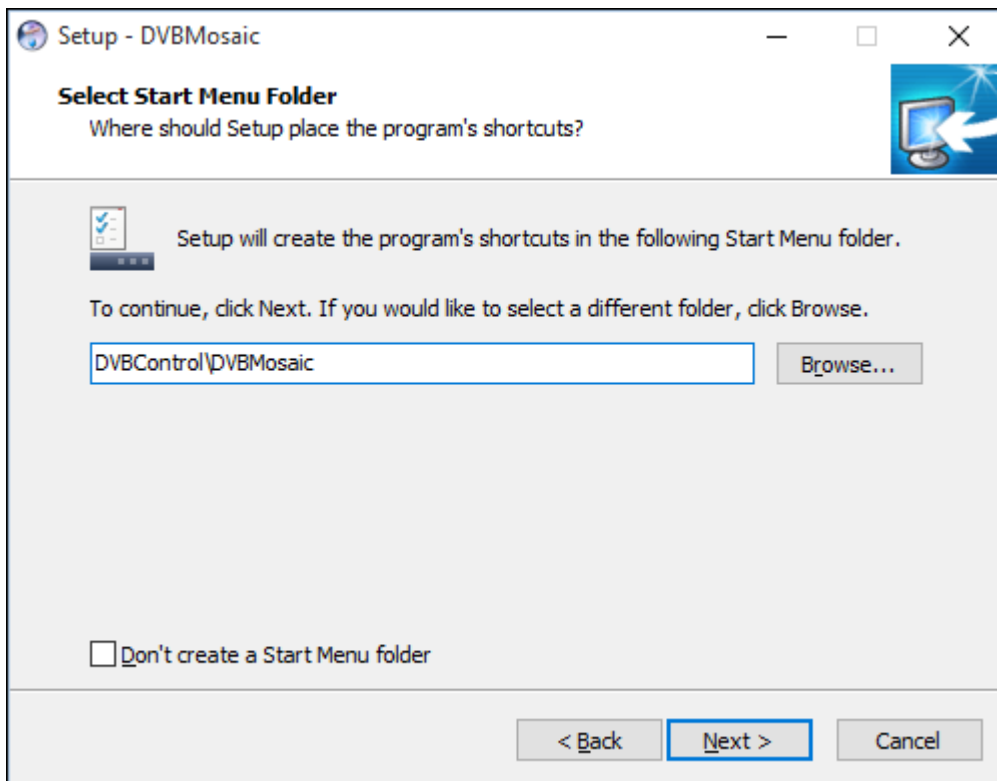 Setup - DVBMosaic
Select Start Menu Folder
Where should Setup place the program's shortcuts?
Setup will create the program's shortcuts in the following Start Menu folder.
To continue, click Next. If you would like to select a different folder, click Browse.
DVBControl\DVBMosaic
Browse...
Don't create a Start Menu folder
< Back
Next >
Cancel